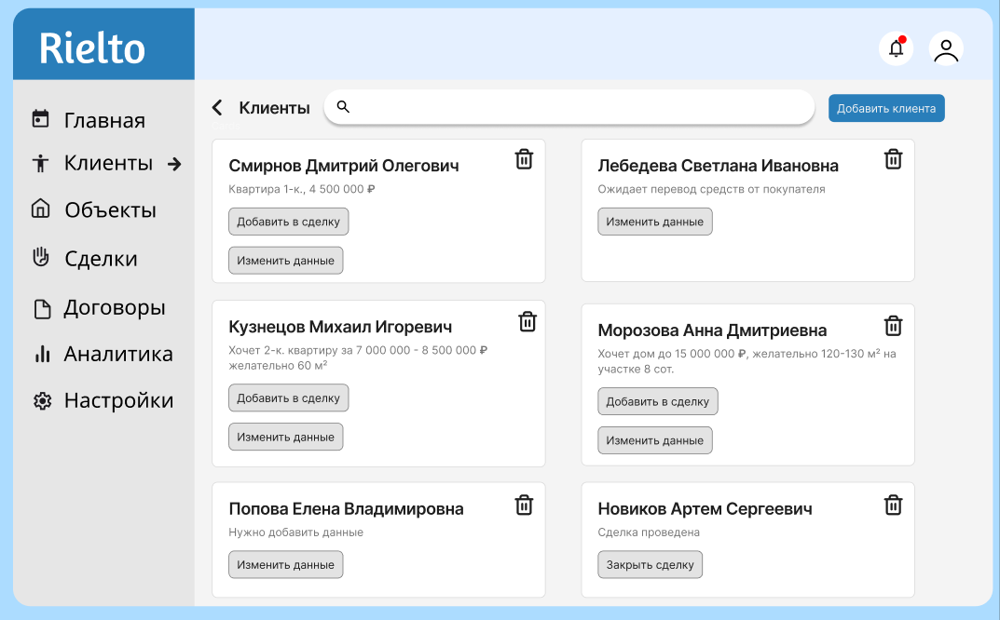 Rielto
Главная
Клиенты
Объекты
Сделки
Договоры
Аналитика
Настройки
Клиенты
Добавить клиента
Смирнов Дмитрий Олегович
Квартира 1-к., 4 500 000 ₽
Добавить в сделку
Изменить данные
Лебедева Светлана Ивановна
Ожидает перевод средств от покупателя
Изменить данные
Кузнецов Михаил Игоревич
Хочет 2-к. квартиру за 7 000 000 - 8 500 000 ₽
желательно 60 м²
Добавить в сделку
Изменить данные
Морозова Анна Дмитриевна
Хочет дом до 15 000 000 ₽, желательно 120-130 м² на
участке 8 сот.
Добавить в сделку
Изменить данные
Попова Елена Владимировна
Нужно добавить данные
Изменить данные
Новиков Артем Сергеевич
Сделка проведена
Закрыть сделку